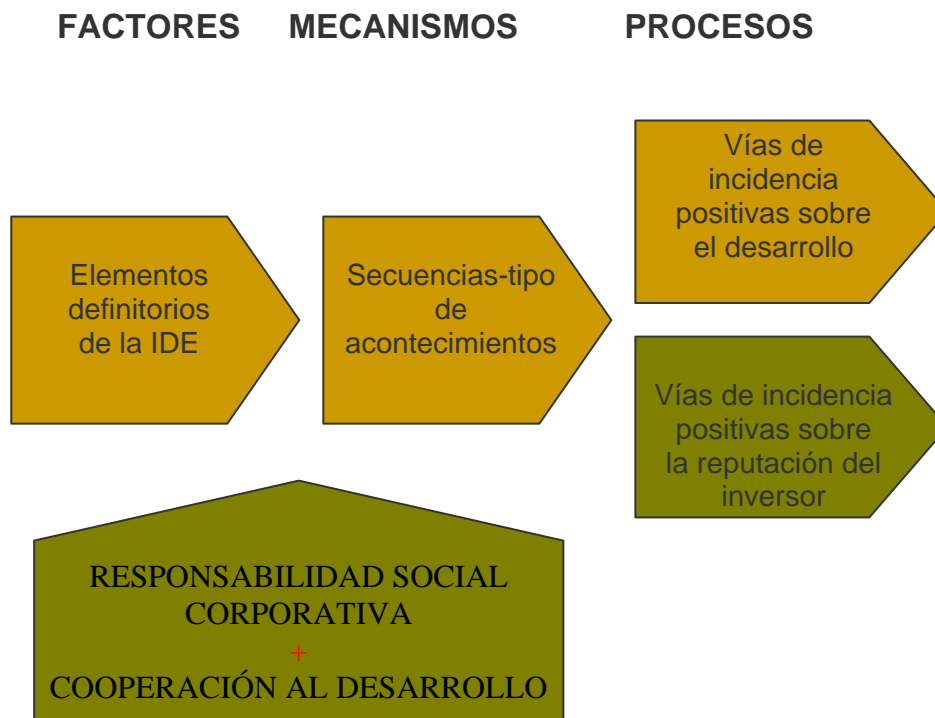 FACTORES MECANISMOS PROCESOS
Elementos
definitorios
de la IDE
Secuencias-tipo
de
acontecimientos
Vías de
incidencia
positivas sobre
el desarrollo
Vías de incidencia
positivas sobre
la reputación del
inversor
RESPONSABILIDAD SOCIAL
CORPORATIVA
+
COOPERACIÓN AL DESARROLLO